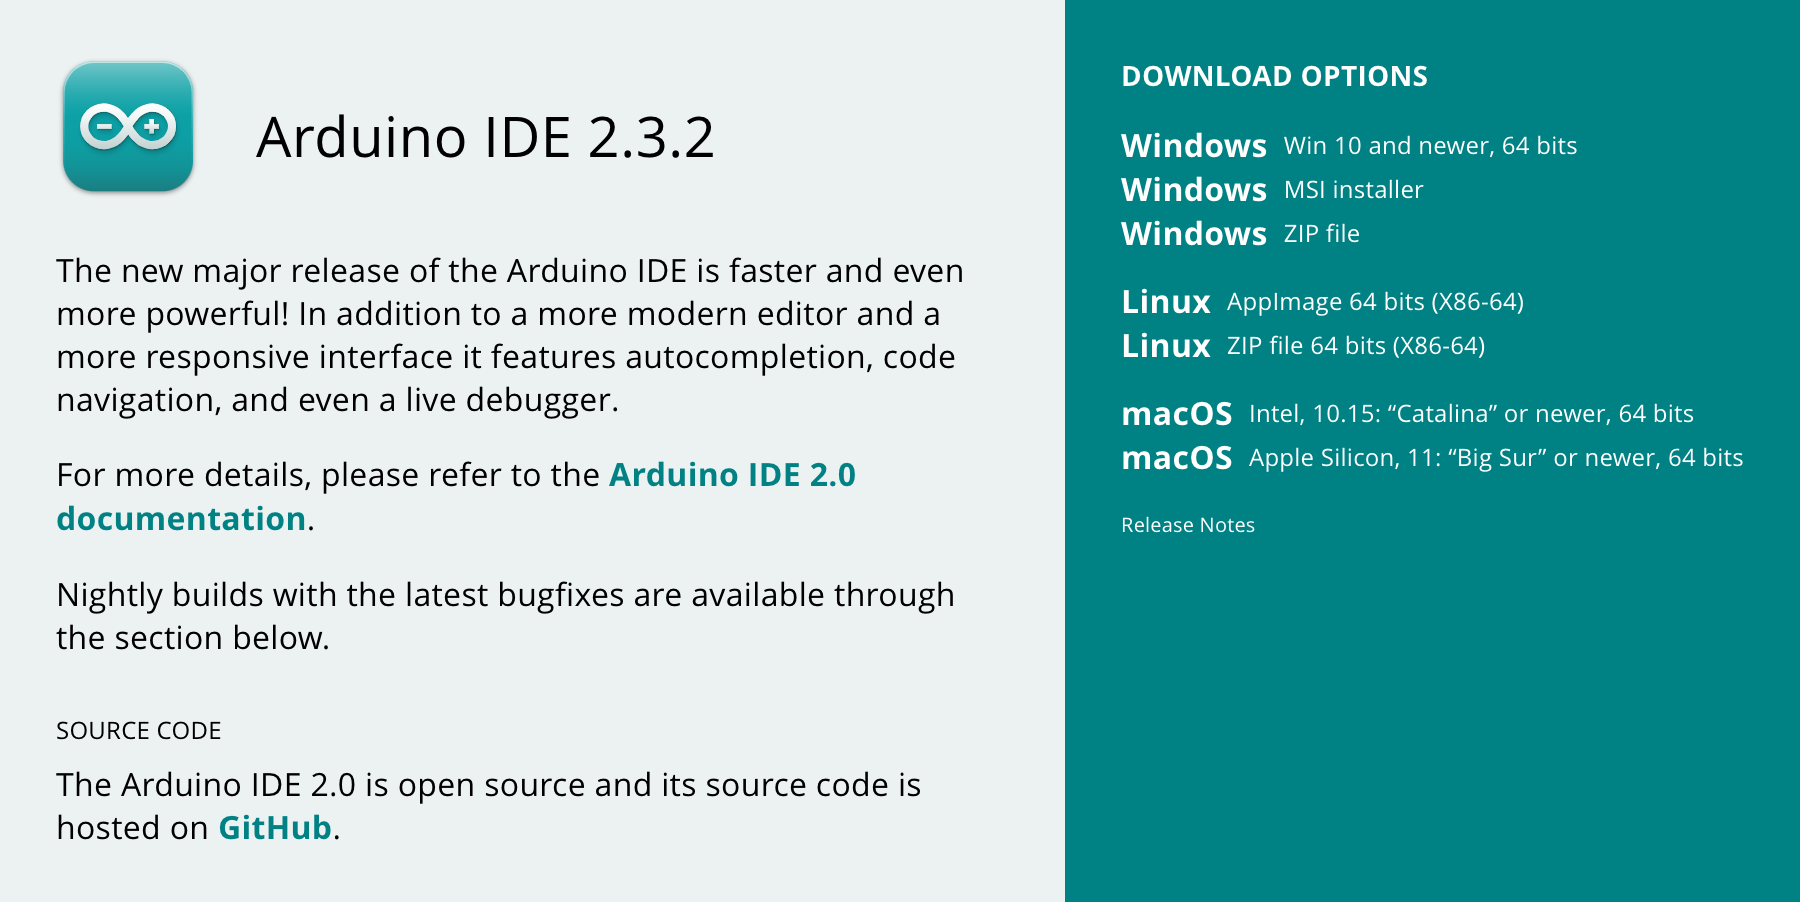 Arduino IDE 2.3.2
The new major release of the Arduino IDE is faster and even
more powerful! In addition to a more modern editor and a
more responsive interface it features autocompletion, code
navigation, and even a live debugger.
For more details, please refer to the Arduino IDE 2.0
documentation.
Nightly builds with the latest bugfixes are available through
the section below.
SOURCE CODE
The Arduino IDE 2.0 is open source and its source code is
hosted on GitHub.
DOWNLOAD OPTIONS
Windows Win 10 and newer, 64 bits
Windows MSI installer
Windows ZIP file
Linux AppImage 64 bits (X86-64)
Linux ZIP file 64 bits (X86-64)
macOS Intel, 10.15: “Catalina” or newer, 64 bits
macOS Apple Silicon, 11: “Big Sur” or newer, 64 bits
Release Notes